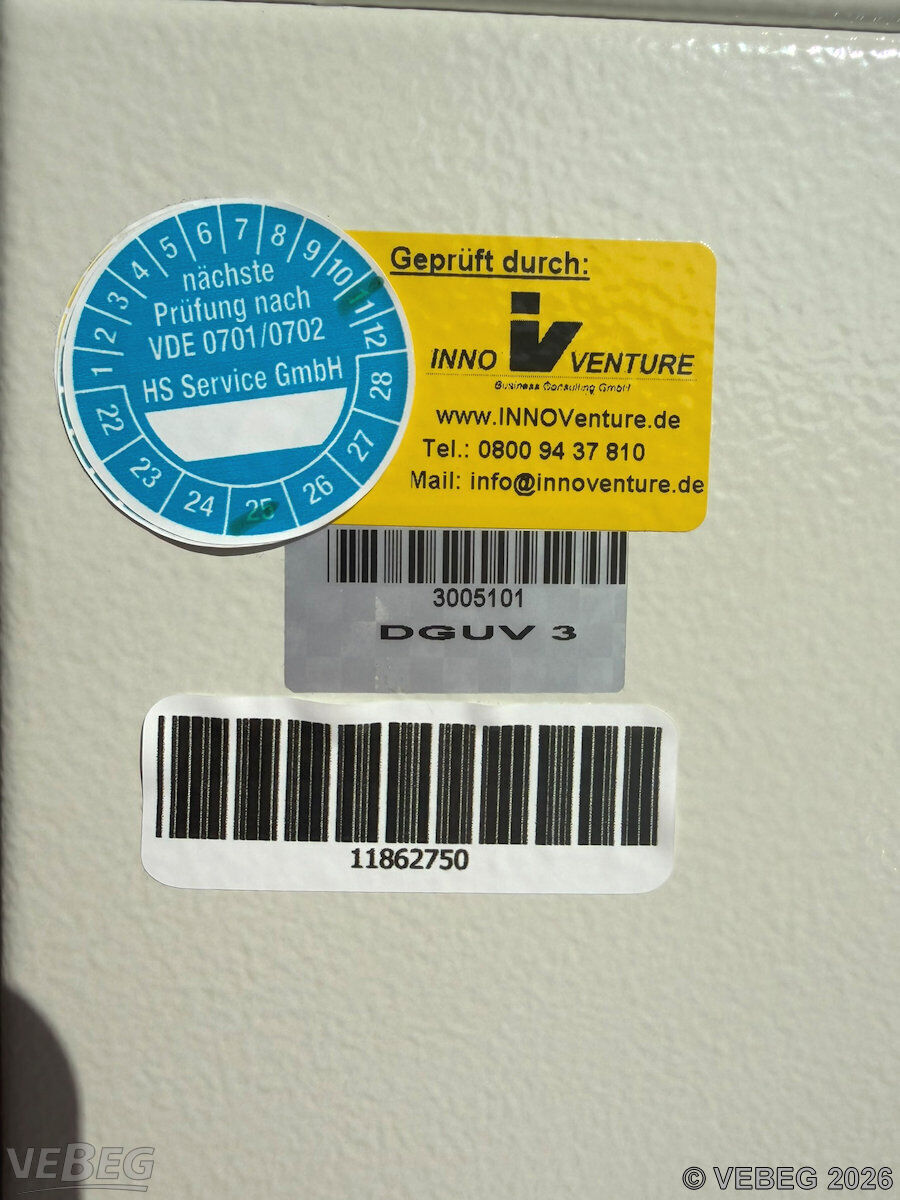 1 2 3 4 5 6 7 8 9 10 11 12
nächste
Prüfung nach
VDE 0701/0702
HS Service GmbH
22 23 24 25 26 27 28
Geprüft durch:
INNO iV VENTURE
Business Consulting GmbH
www.INNOVenture.de
Tel.: 0800 94 37 810
Mail: info@innoventure.de
3005101
DGUV 3
11862750
VEBEG
© VEBEG 2026